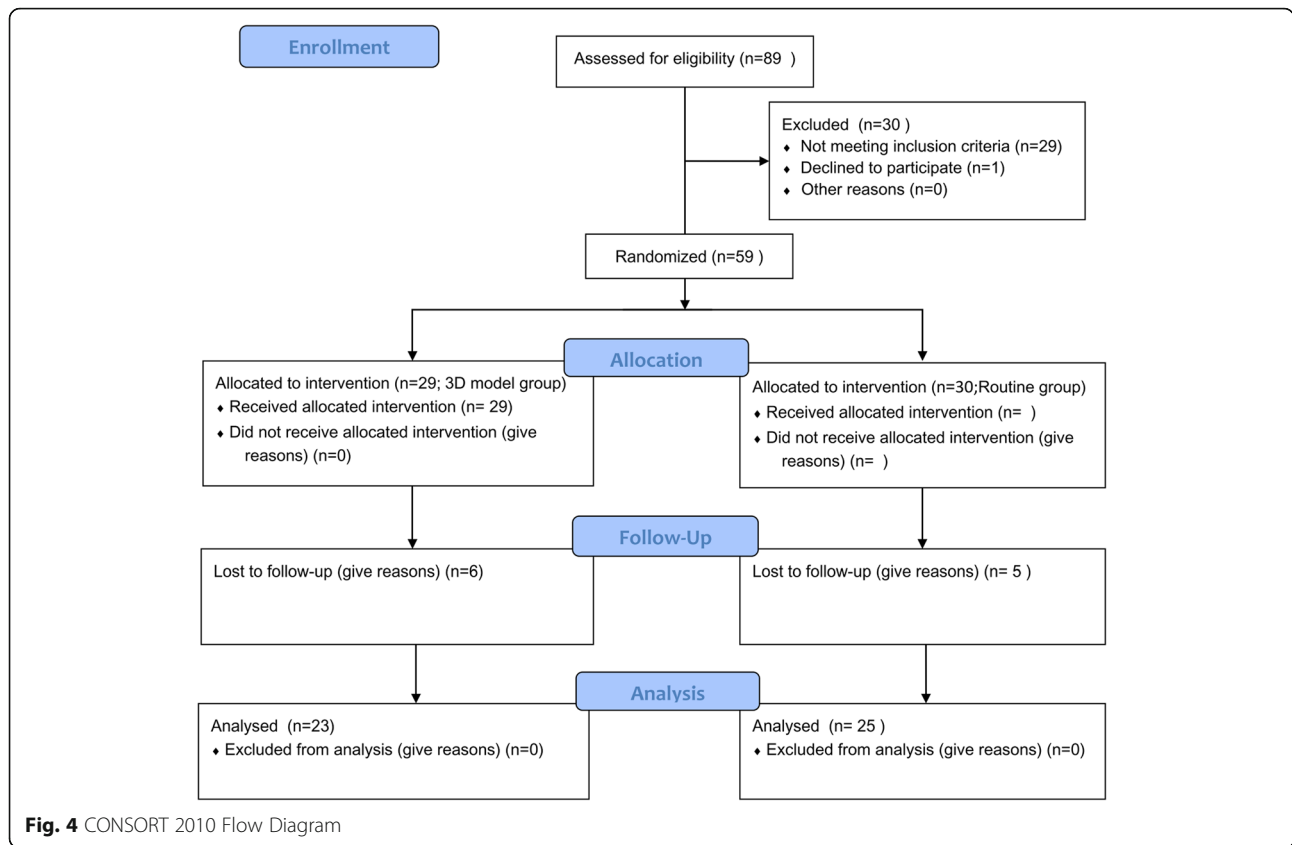 Enrollment
Assessed for eligibility (n=89 )
Excluded (n=30 )
♦ Not meeting inclusion criteria (n=29)
♦ Declined to participate (n=1)
♦ Other reasons (n=0)
Randomized (n=59 )
Allocation
Allocated to intervention (n=29; 3D model group)
♦ Received allocated intervention (n= 29)
♦ Did not receive allocated intervention (give
reasons) (n=0)
Allocated to intervention (n=30;Routine group)
♦ Received allocated intervention (n= )
♦ Did not receive allocated intervention (give
reasons) (n= )
Follow-Up
Lost to follow-up (give reasons) (n=6)
Lost to follow-up (give reasons) (n= 5 )
Analysis
Analysed (n=23)
♦ Excluded from analysis (give reasons) (n=0)
Analysed (n= 25 )
♦ Excluded from analysis (give reasons) (n=0)
Fig. 4 CONSORT 2010 Flow Diagram